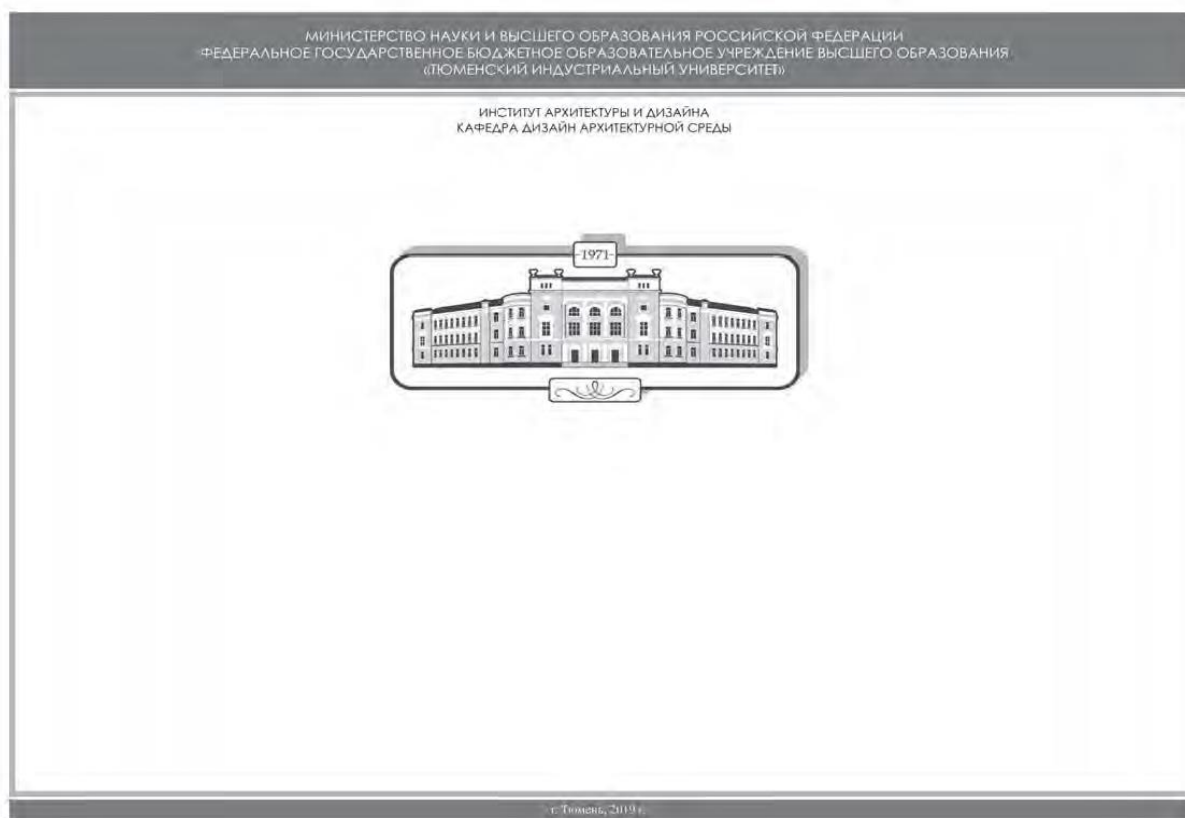 МИНИСТЕРСТВО НАУКИ И ВЫСШЕГО ОБРАЗОВАНИЯ РОССИЙСКОЙ ФЕДЕРАЦИИ
ФЕДЕРАЛЬНОЕ ГОСУДАРСТВЕННОЕ БЮДЖЕТНОЕ ОБРАЗОВАТЕЛЬНОЕ УЧРЕЖДЕНИЕ ВЫСШЕГО ОБРАЗОВАНИЯ
«ТЮМЕНСКИЙ ИНДУСТРИАЛЬНЫЙ УНИВЕРСИТЕТ»
ИНСТИТУТ АРХИТЕКТУРЫ И ДИЗАЙНА
КАФЕДРА ДИЗАЙН АРХИТЕКТУРНОЙ СРЕДЫ
-1971-
г. Тюмень, 2019 г.